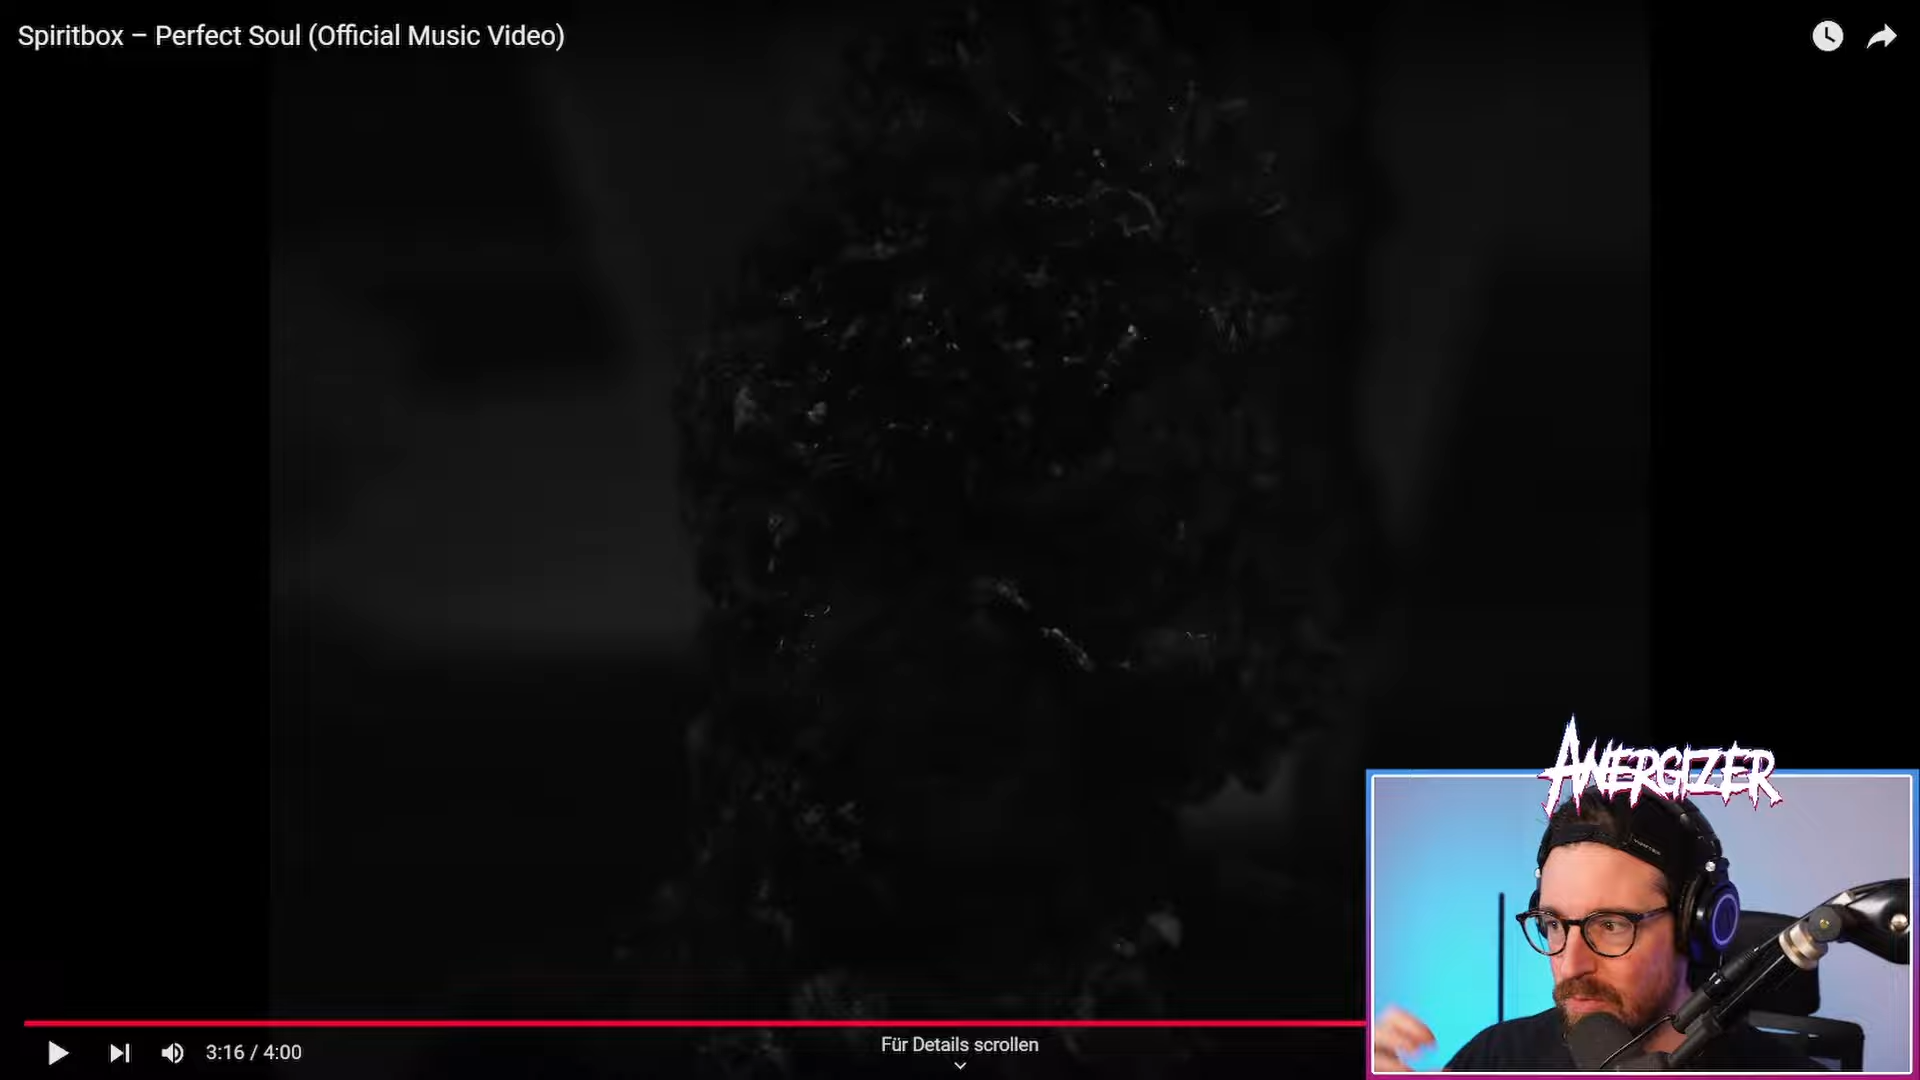 Spiritbox – Perfect Soul (Official Music Video)
ANERGIZER
3:16 / 4:00
Für Details scrollen